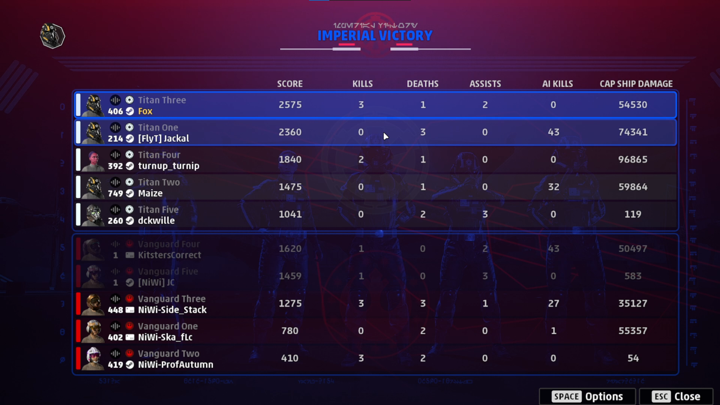 IMPERIAL VICTORY
SCORE KILLS DEATHS ASSISTS AI KILLS CAP SHIP DAMAGE
Titan Three
406 Fox 2575 3 1 2 0 54530
Titan One
214 [FlyT] Jackal 2360 0 3 0 43 74341
Titan Four
392 turnup_turnip 1840 2 1 0 0 96865
Titan Two
749 Maize 1475 0 1 0 32 59864
Titan Five
260 dckwille 1041 0 2 3 0 119
Vanguard Four
1 KitstersCorrect 1620 1 0 2 43 50497
Vanguard Five
1 [NiWi] JC 1459 1 0 3 0 583
Vanguard Three
448 NiWi-Side_Stack 1275 3 3 1 27 35127
Vanguard One
402 NiWi-Ska_fLc 780 0 2 0 1 55357
Vanguard Two
419 NiWi-ProfAutumn 410 3 2 0 0 54
SPACE Options ESC Close